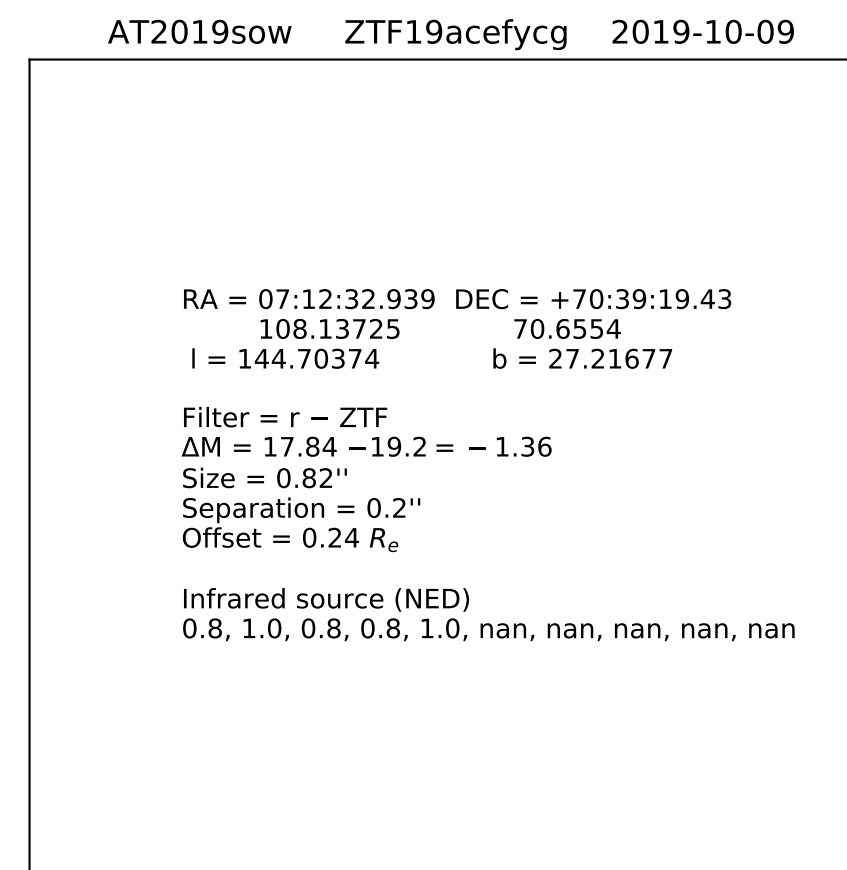 AT2019sow ZTF19acefycg 2019-10-09
RA = 07:12:32.939 DEC = +70:39:19.43
108.13725 70.6554
l = 144.70374 b = 27.21677
Filter = r − ZTF
ΔM = 17.84 −19.2 = − 1.36
Size = 0.82''
Separation = 0.2''
Offset = 0.24 Re
Infrared source (NED)
0.8, 1.0, 0.8, 0.8, 1.0, nan, nan, nan, nan, nan